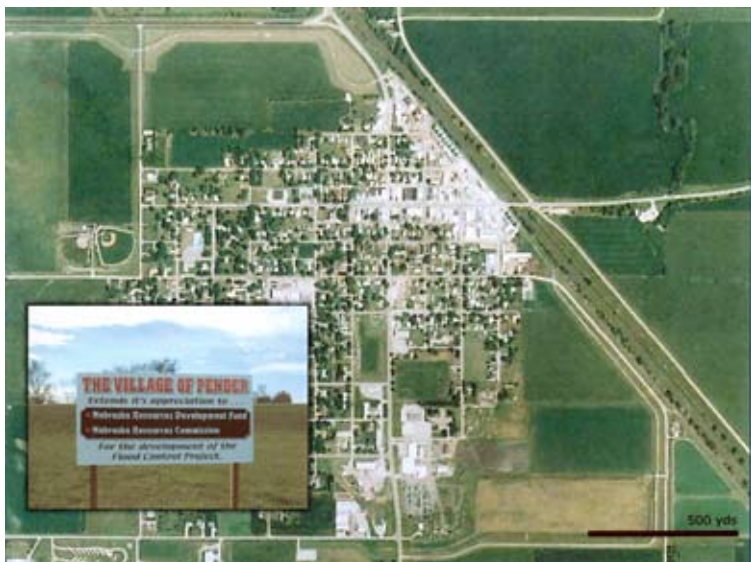 THE VILLAGE OF PENDER
Extends it's appreciation to...
Nebraska Resources Development Fund
Nebraska Resources Commission
For the development of the
Flood Control Project.
500 yds